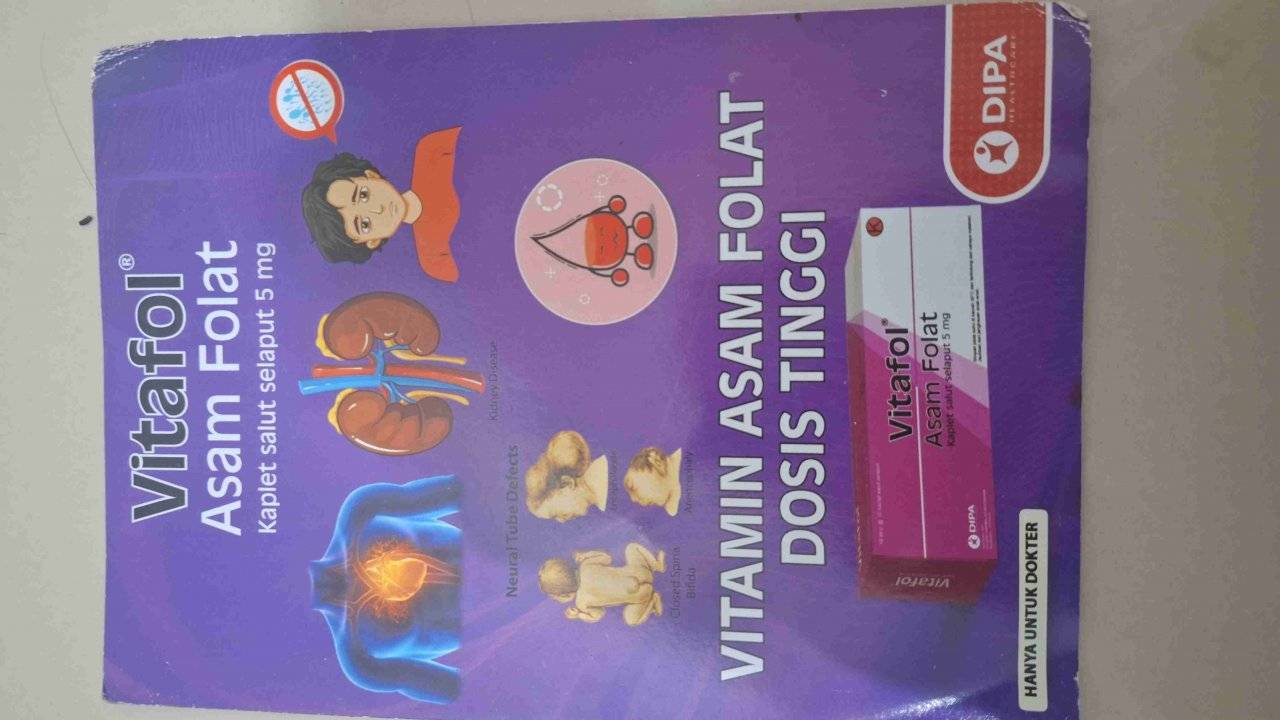 Vitafol®
Asam Folat
Kaplet salut selaput 5 mg
Kidney Disease
Neural Tube Defects
Closed Spina
Bifida
Anencephaly
VITAMIN ASAM FOLAT
DOSIS TINGGI
K
Vitafol®
Asam Folat
Kaplet salut selaput 5 mg
DIPA
Vitafol
HANYA UNTUK DOKTER
DIPA
HEALTHCARE